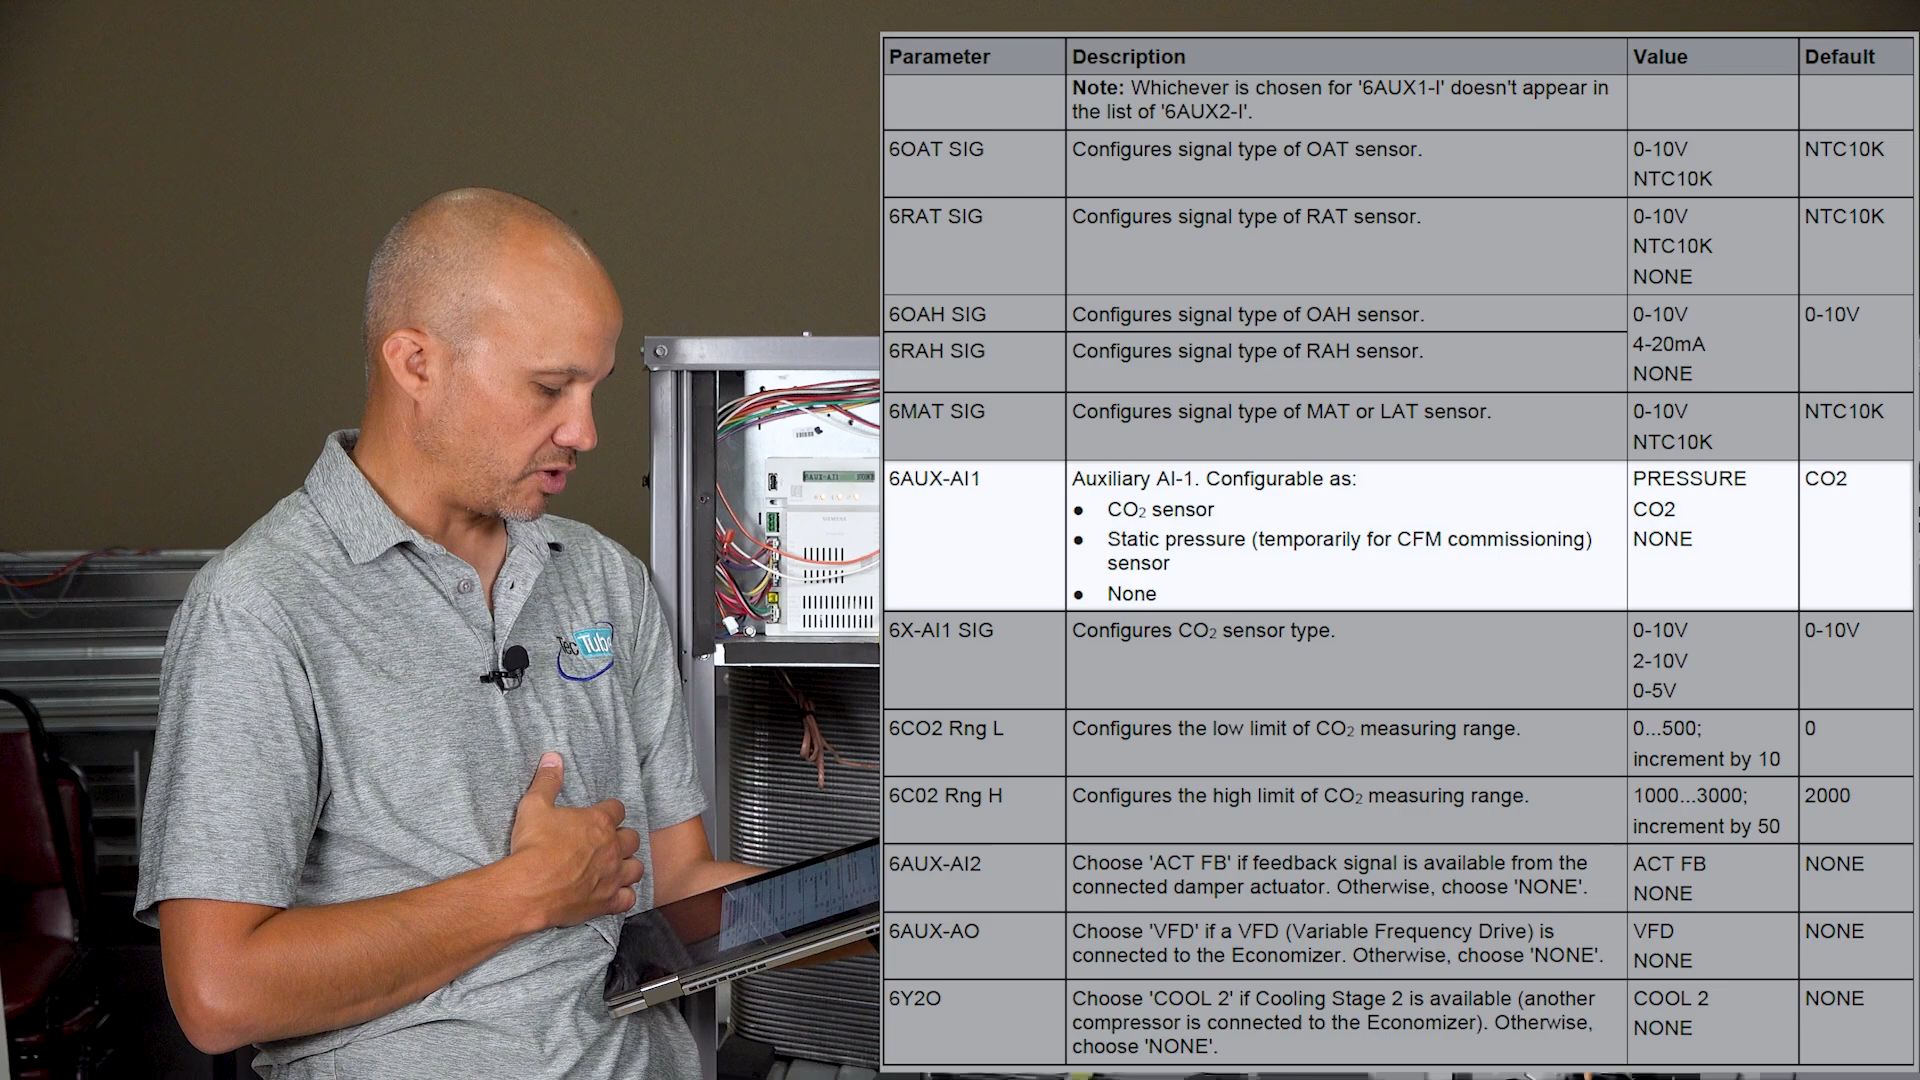 Parameter Description Value Default
Note: Whichever is chosen for '6AUX1-I' doesn't appear in
the list of '6AUX2-I'.
6OAT SIG Configures signal type of OAT sensor. 0-10V NTC10K
NTC10K
6RAT SIG Configures signal type of RAT sensor. 0-10V NTC10K
NTC10K
NONE
6OAH SIG Configures signal type of OAH sensor. 0-10V 0-10V
6RAH SIG Configures signal type of RAH sensor. 4-20mA
NONE
6MAT SIG Configures signal type of MAT or LAT sensor. 0-10V NTC10K
NTC10K
6AUX-AI1 Auxiliary AI-1. Configurable as: PRESSURE CO2
● CO₂ sensor CO2
● Static pressure (temporarily for CFM commissioning) NONE
sensor
● None
6X-AI1 SIG Configures CO₂ sensor type. 0-10V 0-10V
2-10V
0-5V
6CO2 Rng L Configures the low limit of CO₂ measuring range. 0...500; 0
increment by 10
6C02 Rng H Configures the high limit of CO₂ measuring range. 1000...3000; 2000
increment by 50
6AUX-AI2 Choose 'ACT FB' if feedback signal is available from the ACT FB NONE
connected damper actuator. Otherwise, choose 'NONE'. NONE
6AUX-AO Choose 'VFD' if a VFD (Variable Frequency Drive) is VFD NONE
connected to the Economizer. Otherwise, choose 'NONE'. NONE
6Y2O Choose 'COOL 2' if Cooling Stage 2 is available (another COOL 2 NONE
compressor is connected to the Economizer). Otherwise, NONE
choose 'NONE'.
6AUX-AI1 NONE
SIEMENS
Tec Tube